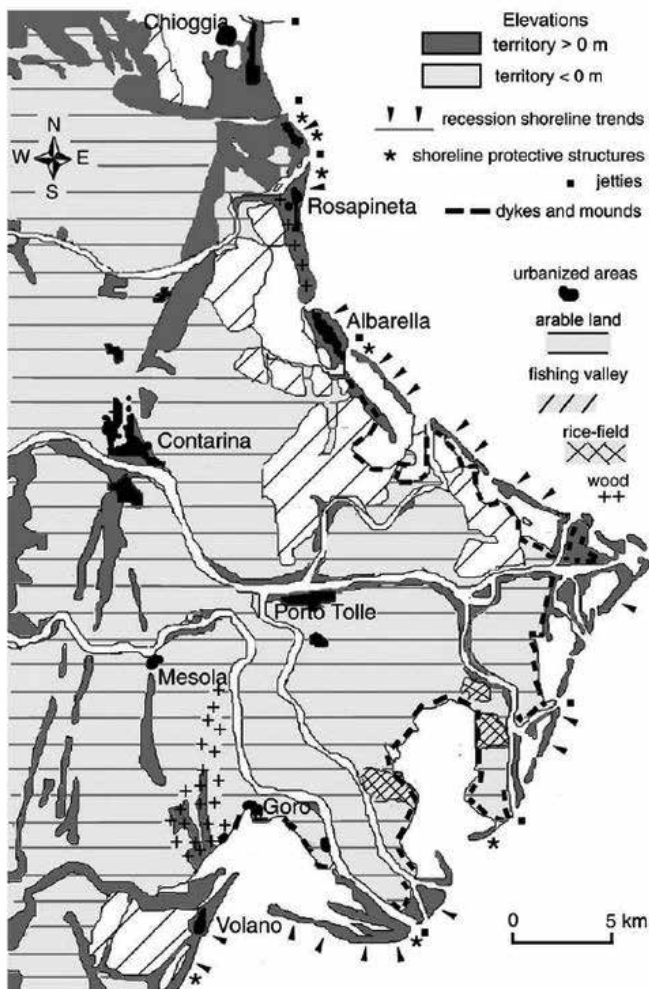 Chioggia
Elevations
territory > 0 m
territory < 0 m
recession shoreline trends
shoreline protective structures
jetties
dykes and mounds
N
W E
S
Rosapineta
urbanized areas
Albarella
arable land
fishing valley
Contarina
rice-field
wood
Porto Tolle
Mesola
Goro
Volano
0 5 km